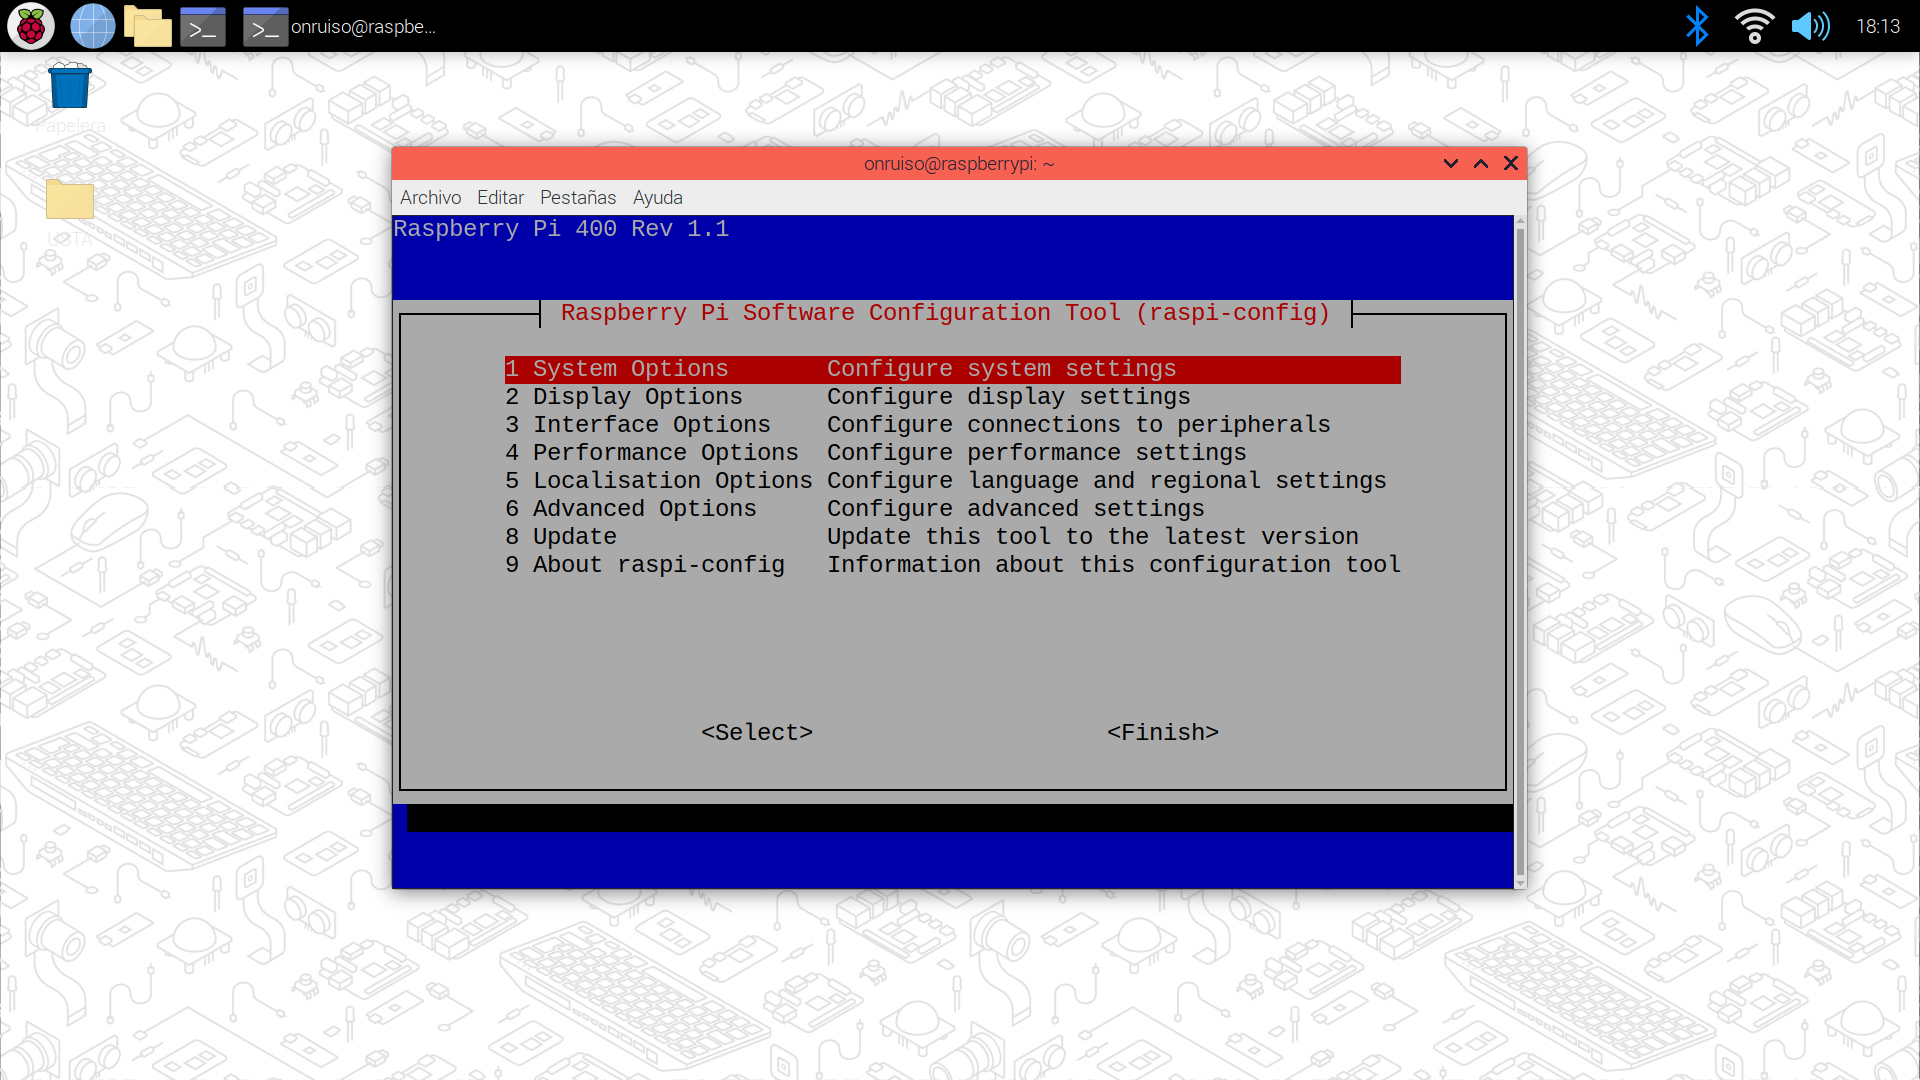 onruiso@raspbe...
18:13
Papelera
USTA
onruiso@raspberrypi: ~
Archivo Editar Pestañas Ayuda
Raspberry Pi 400 Rev 1.1
Raspberry Pi Software Configuration Tool (raspi-config)
1 System Options Configure system settings
2 Display Options Configure display settings
3 Interface Options Configure connections to peripherals
4 Performance Options Configure performance settings
5 Localisation Options Configure language and regional settings
6 Advanced Options Configure advanced settings
8 Update Update this tool to the latest version
9 About raspi-config Information about this configuration tool
<Select> <Finish>